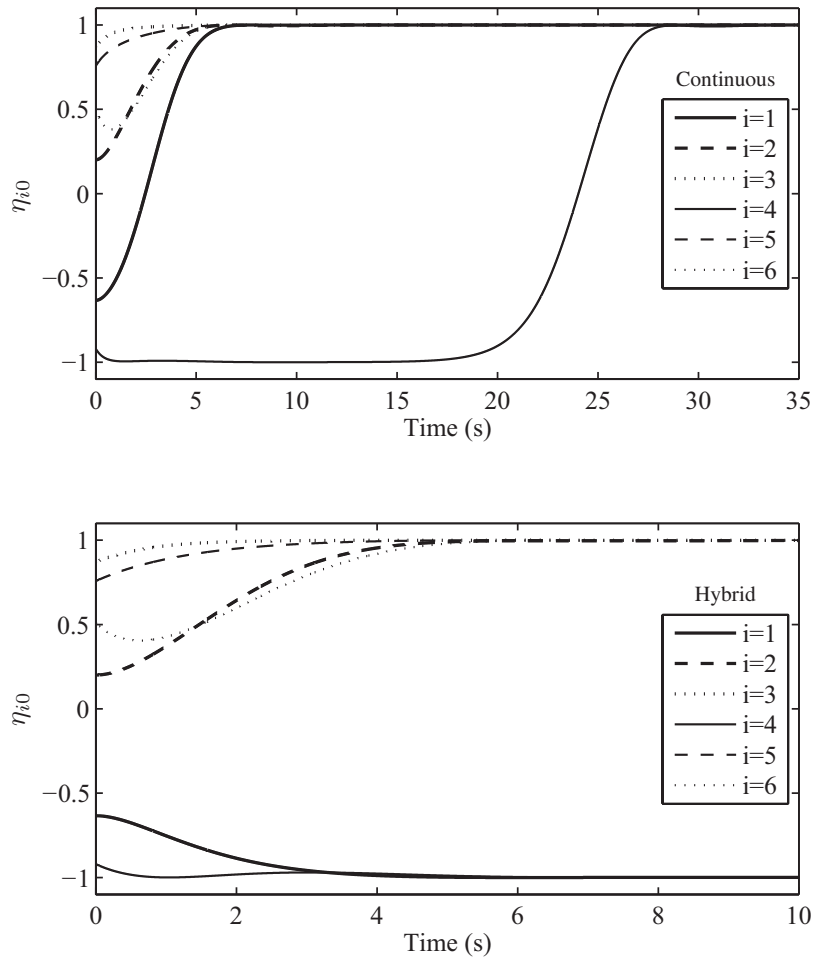 1
0.5
0
−0.5
−1
η_{i0}
Continuous
i=1
i=2
i=3
i=4
i=5
i=6
0 5 10 15 20 25 30 35
Time (s)
1
0.5
0
−0.5
−1
η_{i0}
Hybrid
i=1
i=2
i=3
i=4
i=5
i=6
0 2 4 6 8 10
Time (s)